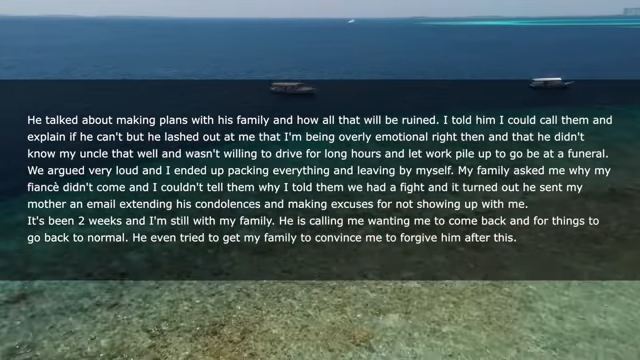 He talked about making plans with his family and how all that will be ruined. I told him I could call them and
explain if he can't but he lashed out at me that I'm being overly emotional right then and that he didn't
know my uncle that well and wasn't willing to drive for long hours and let work pile up to go be at a funeral.
We argued very loud and I ended up packing everything and leaving by myself. My family asked me why my
fiancè didn't come and I couldn't tell them why I told them we had a fight and it turned out he sent my
mother an email extending his condolences and making excuses for not showing up with me.
It's been 2 weeks and I'm still with my family. He is calling me wanting me to come back and for things to
go back to normal. He even tried to get my family to convince me to forgive him after this.